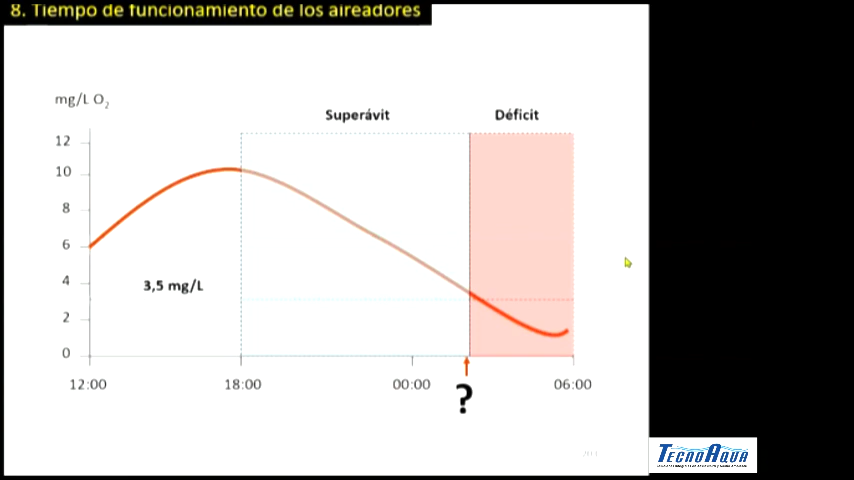 8. Tiempo de funcionamiento de los aireadores
mg/L O2
Superávit
Déficit
12
10
8
6
4
2
0
3,5 mg/L
12:00
18:00
00:00
06:00
?
TECNOAQUA